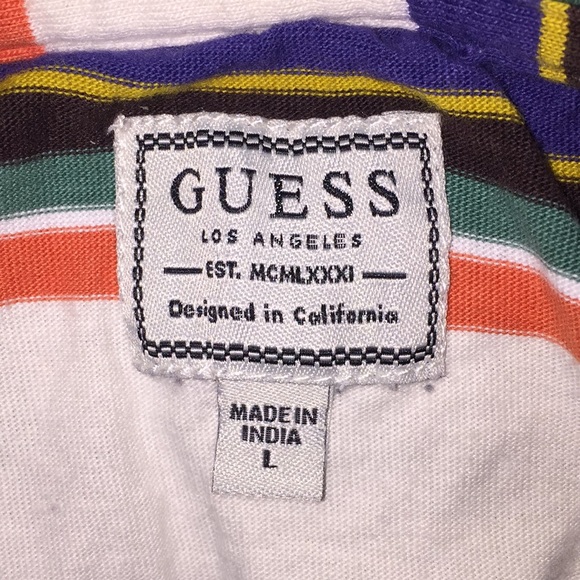 GUESS
LOS ANGELES
EST. MCMLXXXI
Designed in California
MADE IN
INDIA
L